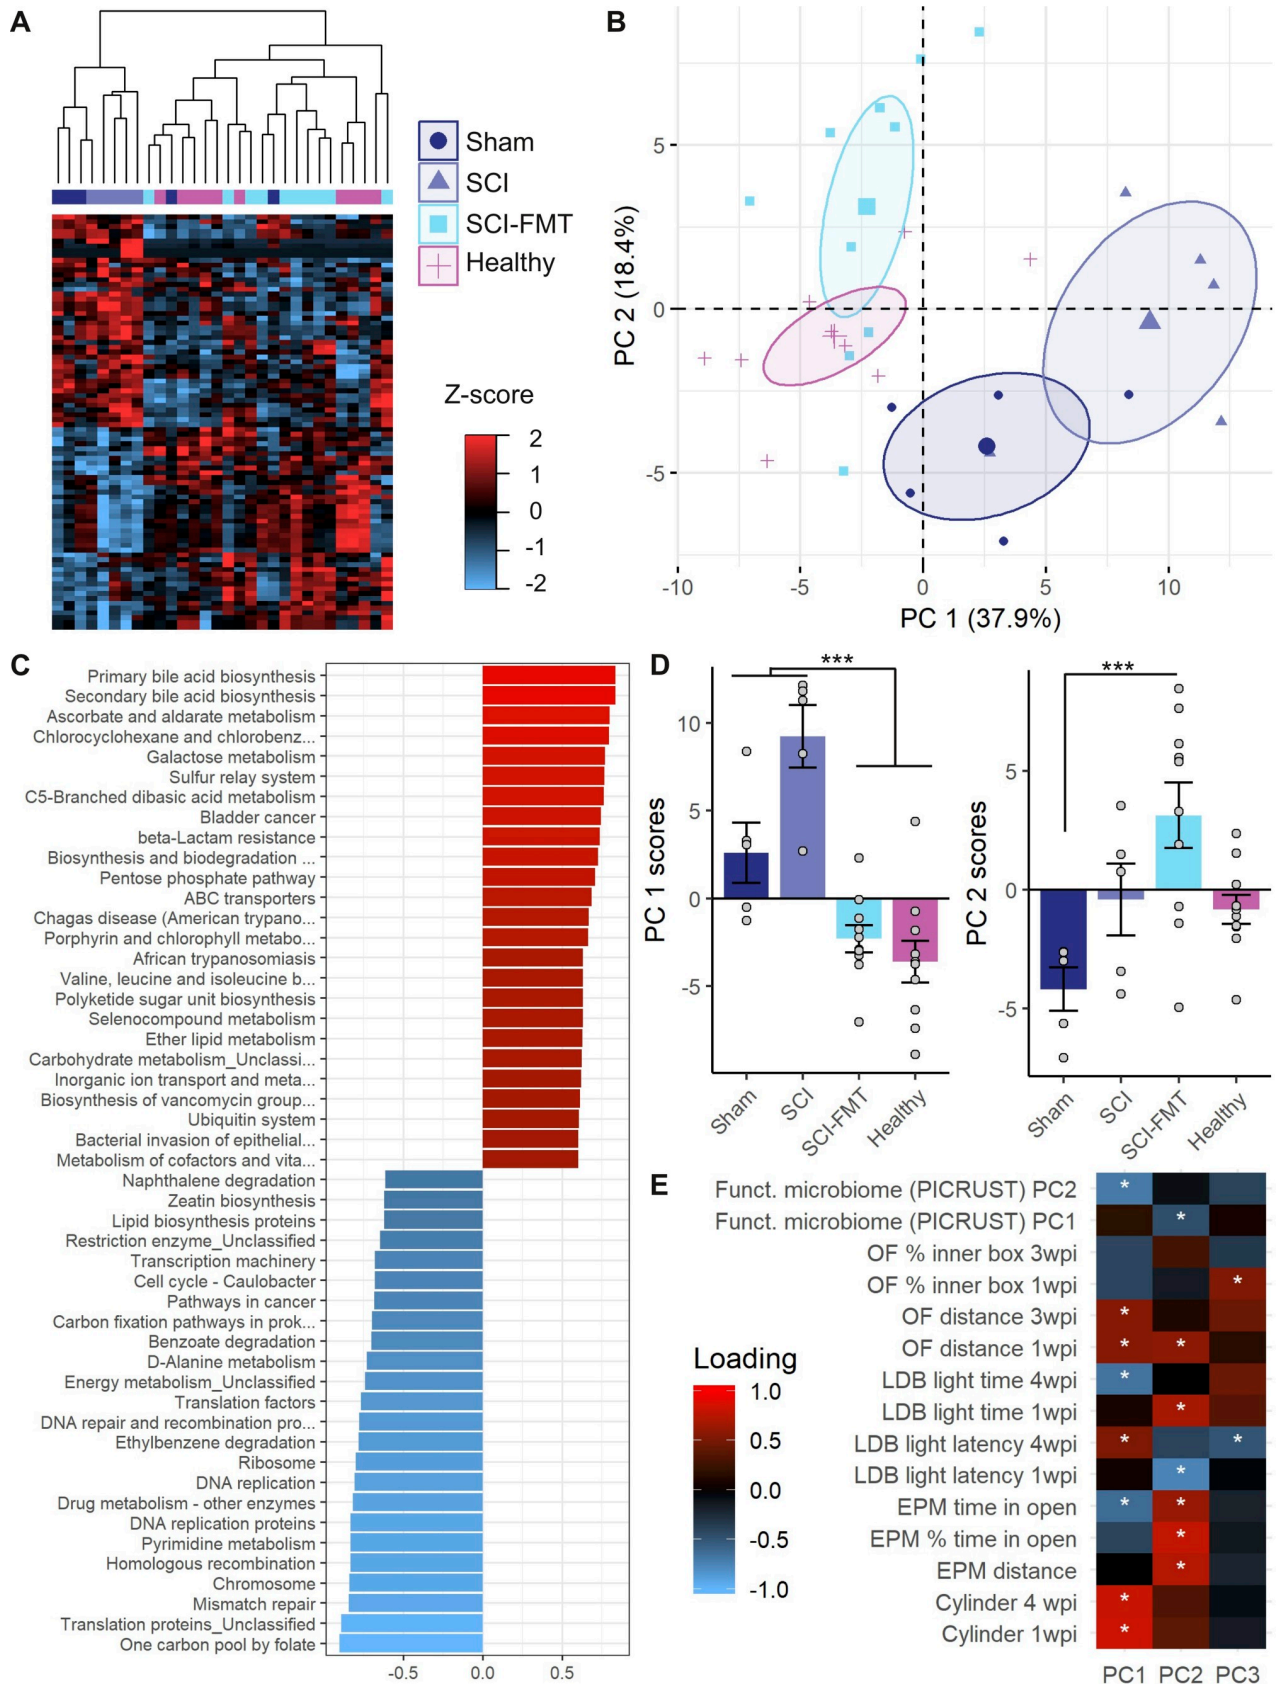 A
Sham
SCI
SCI-FMT
Healthy
Z-score
2
1
0
-1
-2
B
PC 2 (18.4%)
5
0
-5
-10
-5
0
5
10
PC 1 (37.9%)
C
Primary bile acid biosynthesis
Secondary bile acid biosynthesis
Ascorbate and aldarate metabolism
Chlorocyclohexane and chlorobenz...
Galactose metabolism
Sulfur relay system
C5-Branched dibasic acid metabolism
Bladder cancer
beta-Lactam resistance
Biosynthesis and biodegradation ...
Pentose phosphate pathway
ABC transporters
Chagas disease (American trypano...
Porphyrin and chlorophyll metabo...
African trypanosomiasis
Valine, leucine and isoleucine b...
Polyketide sugar unit biosynthesis
Selenocompound metabolism
Ether lipid metabolism
Carbohydrate metabolism_Unclassi...
Inorganic ion transport and meta...
Biosynthesis of vancomycin group...
Ubiquitin system
Bacterial invasion of epithelial...
Metabolism of cofactors and vita...
Naphthalene degradation
Zeatin biosynthesis
Lipid biosynthesis proteins
Restriction enzyme_Unclassified
Transcription machinery
Cell cycle - Caulobacter
Pathways in cancer
Carbon fixation pathways in prok...
Benzoate degradation
D-Alanine metabolism
Energy metabolism_Unclassified
Translation factors
DNA repair and recombination pro...
Ethylbenzene degradation
Ribosome
DNA replication
Drug metabolism - other enzymes
DNA replication proteins
Pyrimidine metabolism
Homologous recombination
Chromosome
Mismatch repair
Translation proteins_Unclassified
One carbon pool by folate
-0.5
0.0
0.5
D
***
PC 1 scores
10
5
0
-5
Sham
SCI
SCI-FMT
Healthy
***
PC 2 scores
5
0
-5
Sham
SCI
SCI-FMT
Healthy
E
Loading
1.0
0.5
0.0
-0.5
-1.0
Funct. microbiome (PICRUST) PC2 *
Funct. microbiome (PICRUST) PC1 *
OF % inner box 3wpi
OF % inner box 1wpi *
OF distance 3wpi *
OF distance 1wpi * *
LDB light time 4wpi *
LDB light time 1wpi *
LDB light latency 4wpi * *
LDB light latency 1wpi *
EPM time in open * *
EPM % time in open *
EPM distance *
Cylinder 4 wpi *
Cylinder 1wpi *
PC1 PC2 PC3